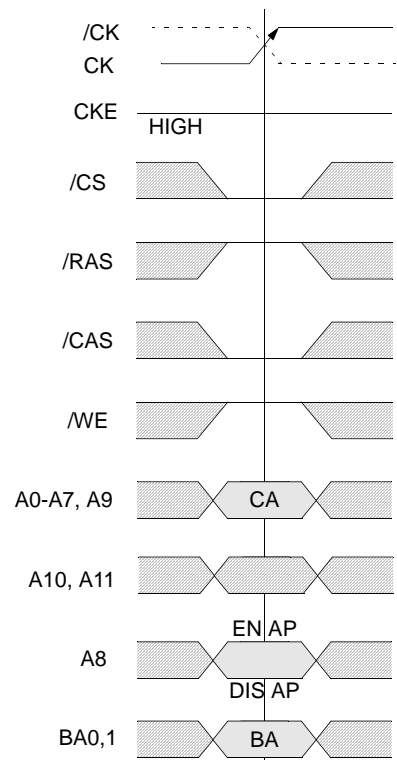 /CK
CK
CKE
HIGH
/CS
/RAS
/CAS
/WE
A0-A7, A9
CA
A10, A11
EN AP
A8
DIS AP
BA0,1
BA